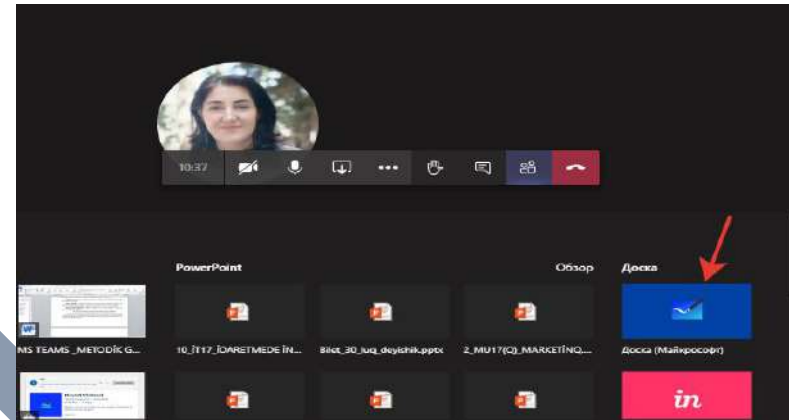 10:37
PowerPoint
Обзор
Доска
MS TEAMS _METODİK G...
10_İT17_İDARETMEDE İN...
Bilet_30_luq_deyishik.pptx
2_MU17(Q)_MARKETİNQ....
Доска (Майкрософт)
in